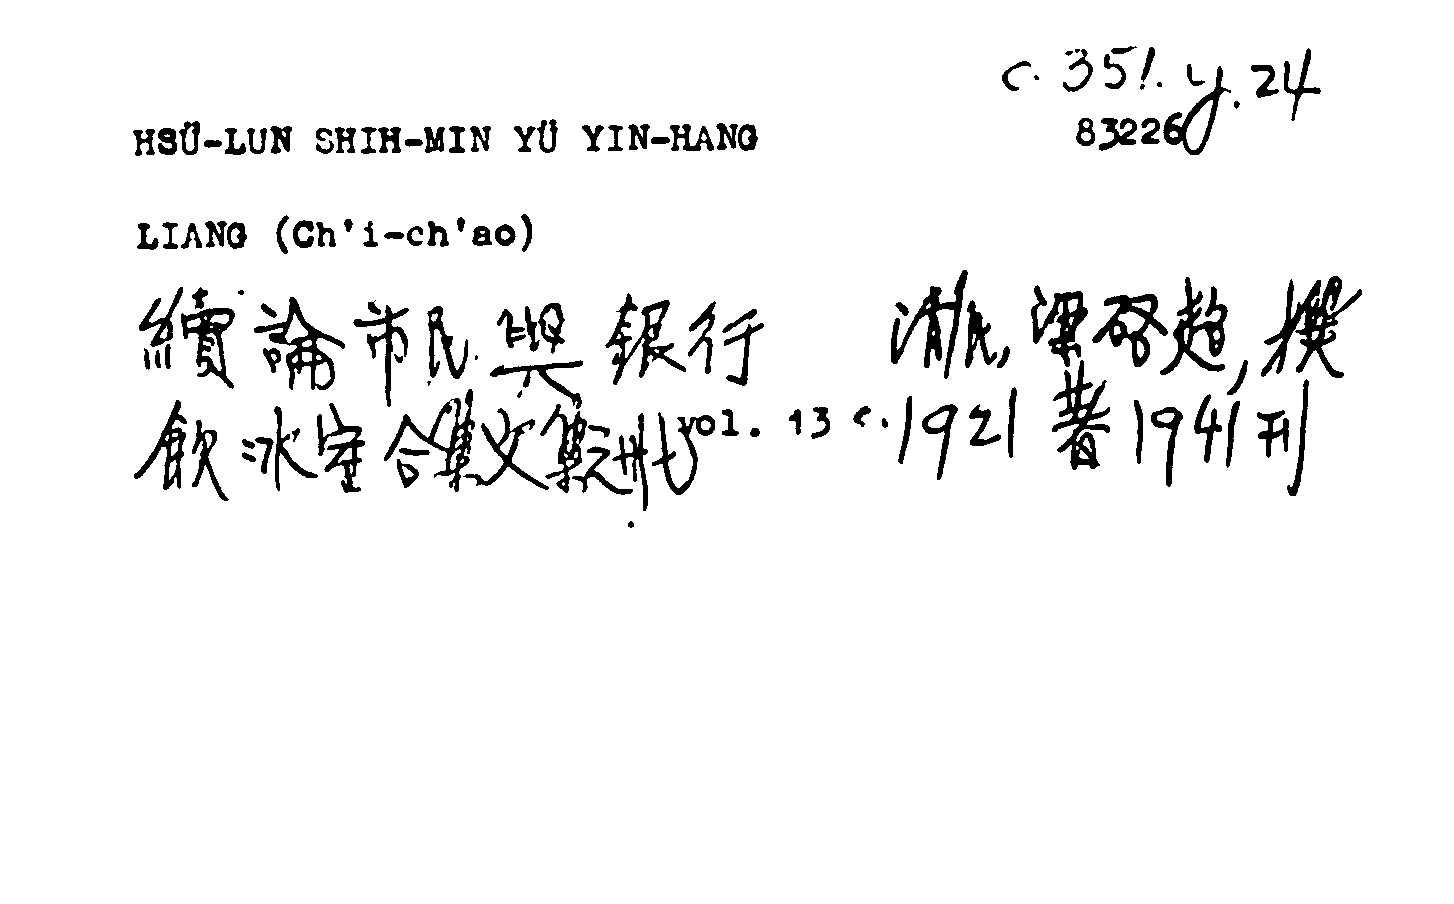 c. 351. y. 24
83226
HSÜ-LUN SHIH-MIN YÜ YIN-HANG
LIANG (Ch'i-ch'ao)
續論市民與銀行 清民, 梁啓超, 撰
飲冰室合集文集 vol. 13 c. 1921 著 1941 刊